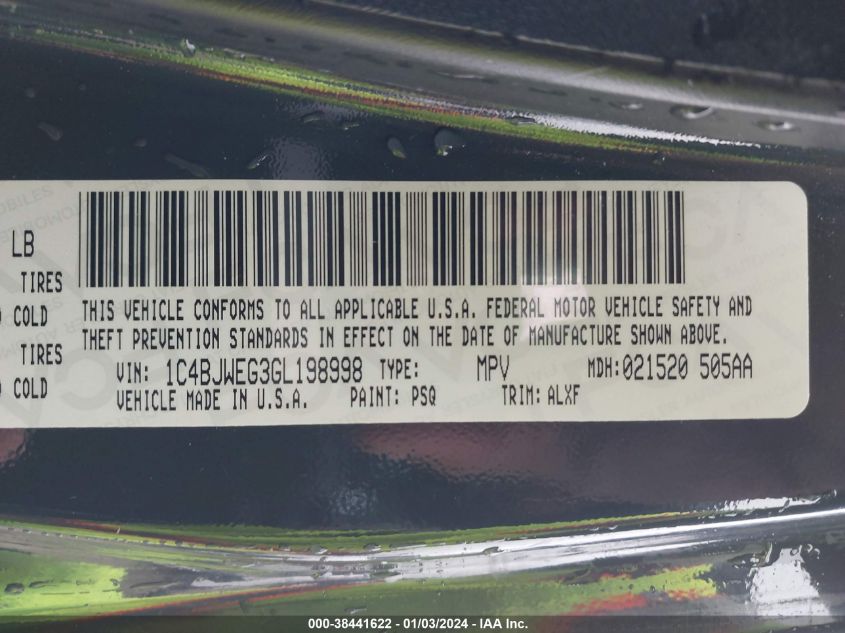 LB
TIRES
COLD
TIRES
COLD
THIS VEHICLE CONFORMS TO ALL APPLICABLE U.S.A. FEDERAL MOTOR VEHICLE SAFETY AND
THEFT PREVENTION STANDARDS IN EFFECT ON THE DATE OF MANUFACTURE SHOWN ABOVE.
VIN: 1C4BJWEG3GL198998 TYPE: MPV MDH:021520 505AA
VEHICLE MADE IN U.S.A. PAINT: PSQ TRIM: ALXF
000-38441622 - 01/03/2024 - IAA Inc.